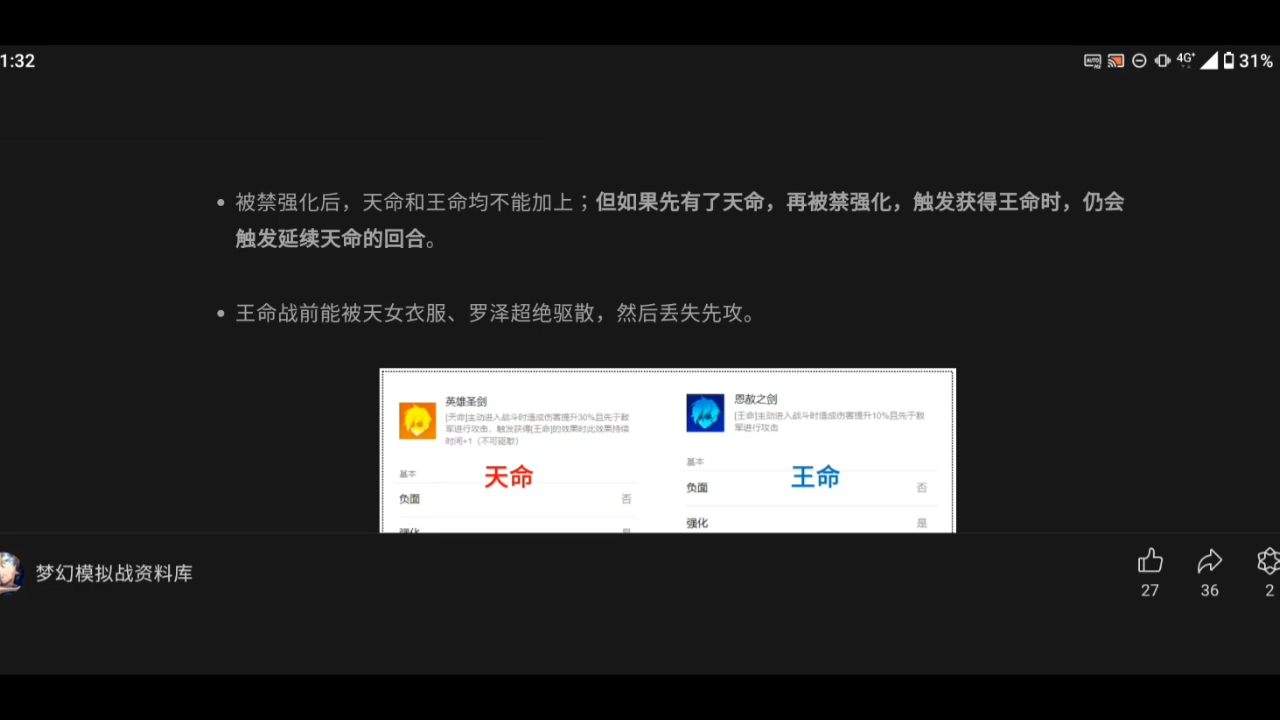 1:32
4G+
31%
被禁强化后，天命和王命均不能加上；但如果先有了天命，再被禁强化，触发获得王命时，仍会
触发延续天命的回合。
王命战前能被天女衣服、罗泽超绝驱散，然后丢失先攻。
英雄圣剑
[天命]主动进入战斗时造成伤害提升30%且先于敌
军进行攻击，触发获得[王命]的效果时此效果持续
时间+1（不可驱散）
基本
天命
负面
否
强化
是
恩赦之剑
[王命]主动进入战斗时造成伤害提升10%且先于敌
军进行攻击
基本
王命
负面
否
强化
是
梦幻模拟战资料库
27
36
2